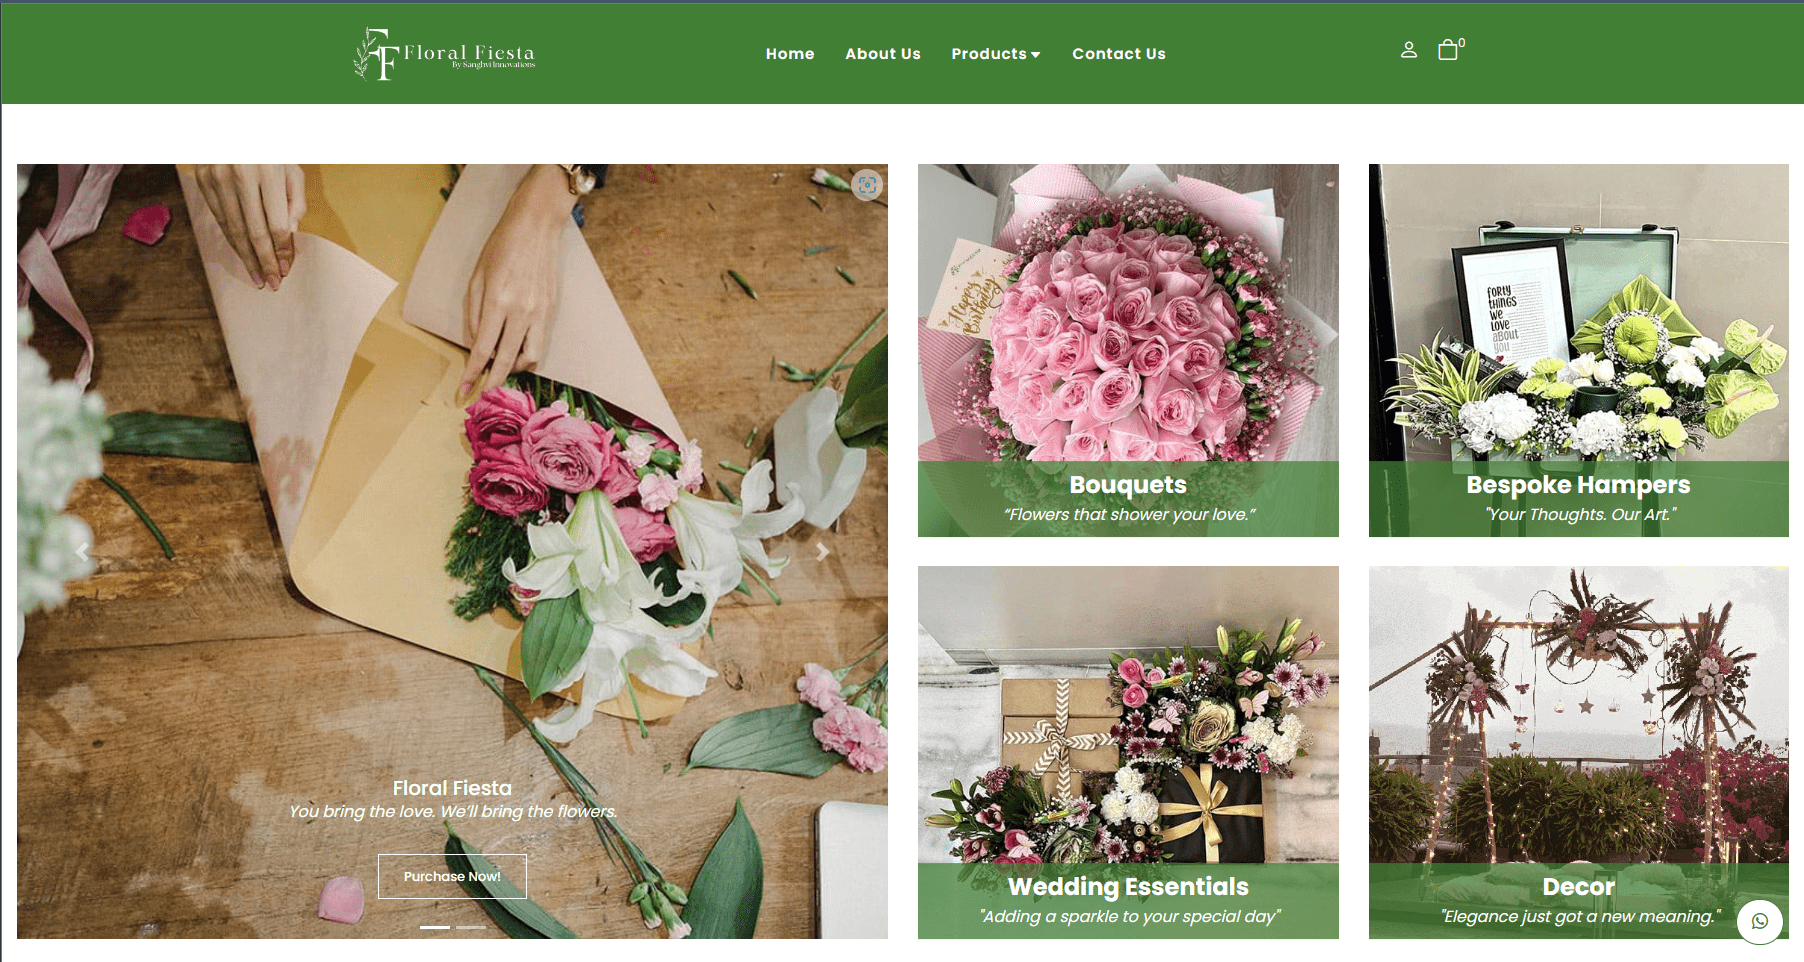 FF
Floral Fiesta
By Sanghvi Innovations
Home
About Us
Products
Contact Us
0
Floral Fiesta
You bring the love. We'll bring the flowers.
Purchase Now!
Happy
Birthday
Bouquets
“Flowers that shower your love.”
FORTY
THINGS
WE
LOVE
ABOUT
YOU
Bespoke Hampers
"Your Thoughts. Our Art."
Wedding Essentials
"Adding a sparkle to your special day"
Decor
"Elegance just got a new meaning."